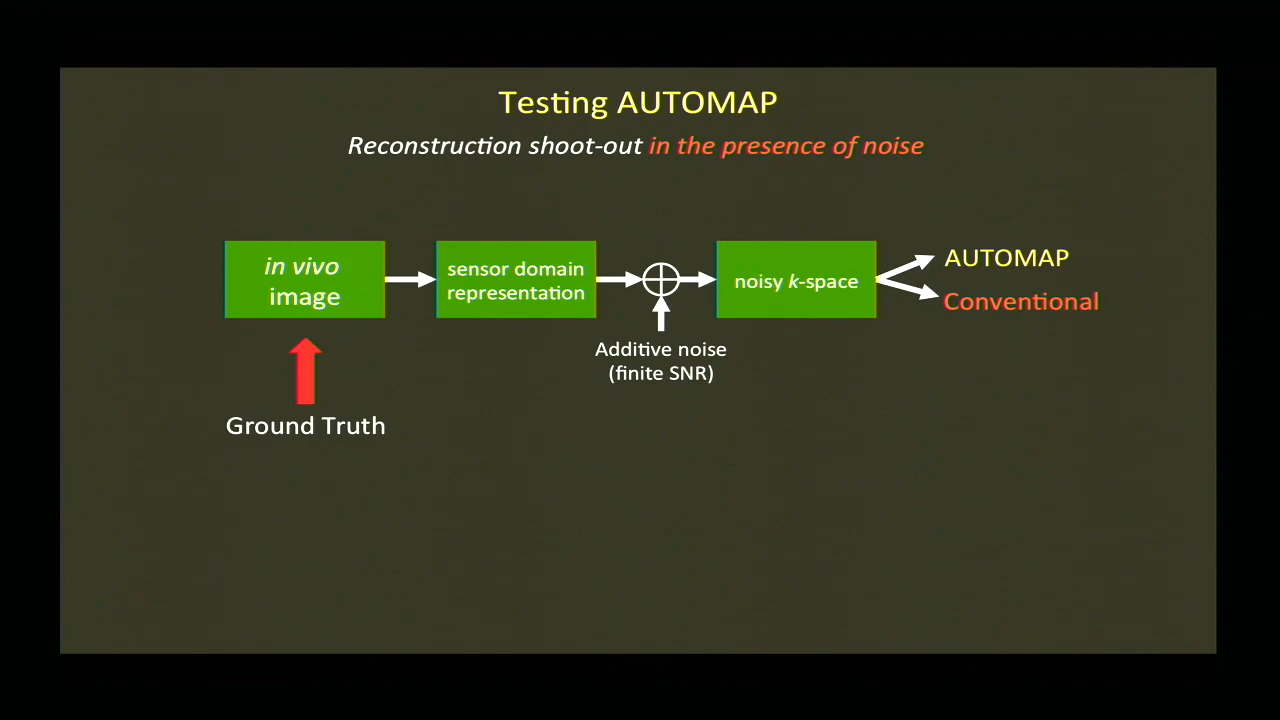 Testing AUTOMAP
Reconstruction shoot-out in the presence of noise
in vivo
image
sensor domain
representation
noisy k-space
AUTOMAP
Conventional
Additive noise
(finite SNR)
Ground Truth